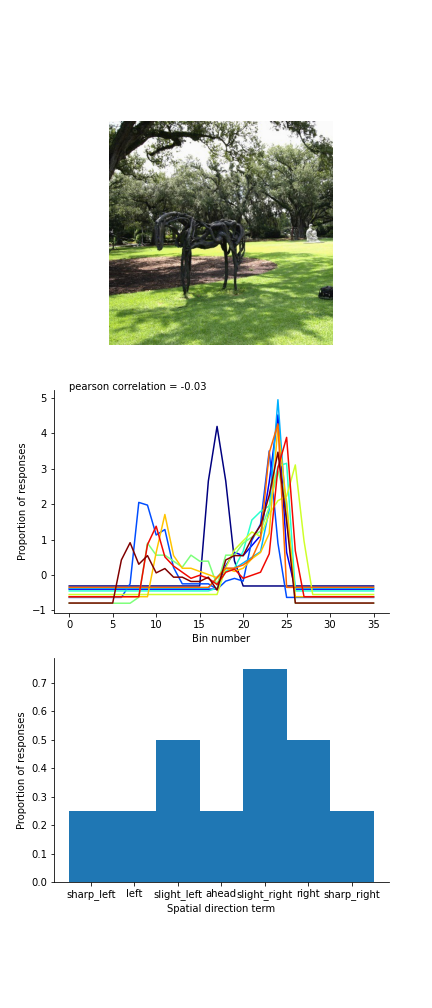 pearson correlation = -0.03
5
4
3
2
1
0
−1
Proportion of responses
0 5 10 15 20 25 30 35
Bin number
0.7
0.6
0.5
0.4
0.3
0.2
0.1
0.0
Proportion of responses
sharp_left left slight_left ahead slight_right right sharp_right
Spatial direction term